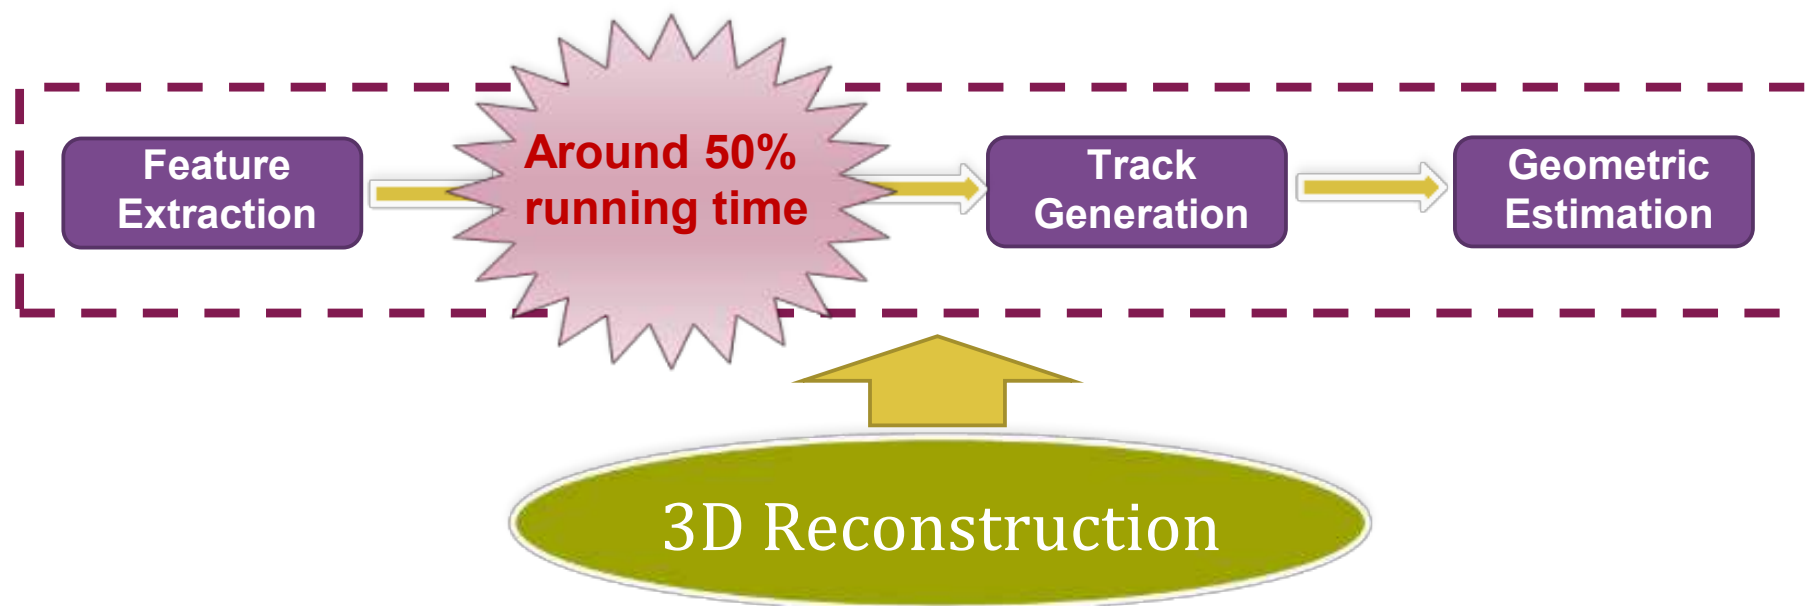 Feature
Extraction
Around 50%
running time
Track
Generation
Geometric
Estimation
3D Reconstruction